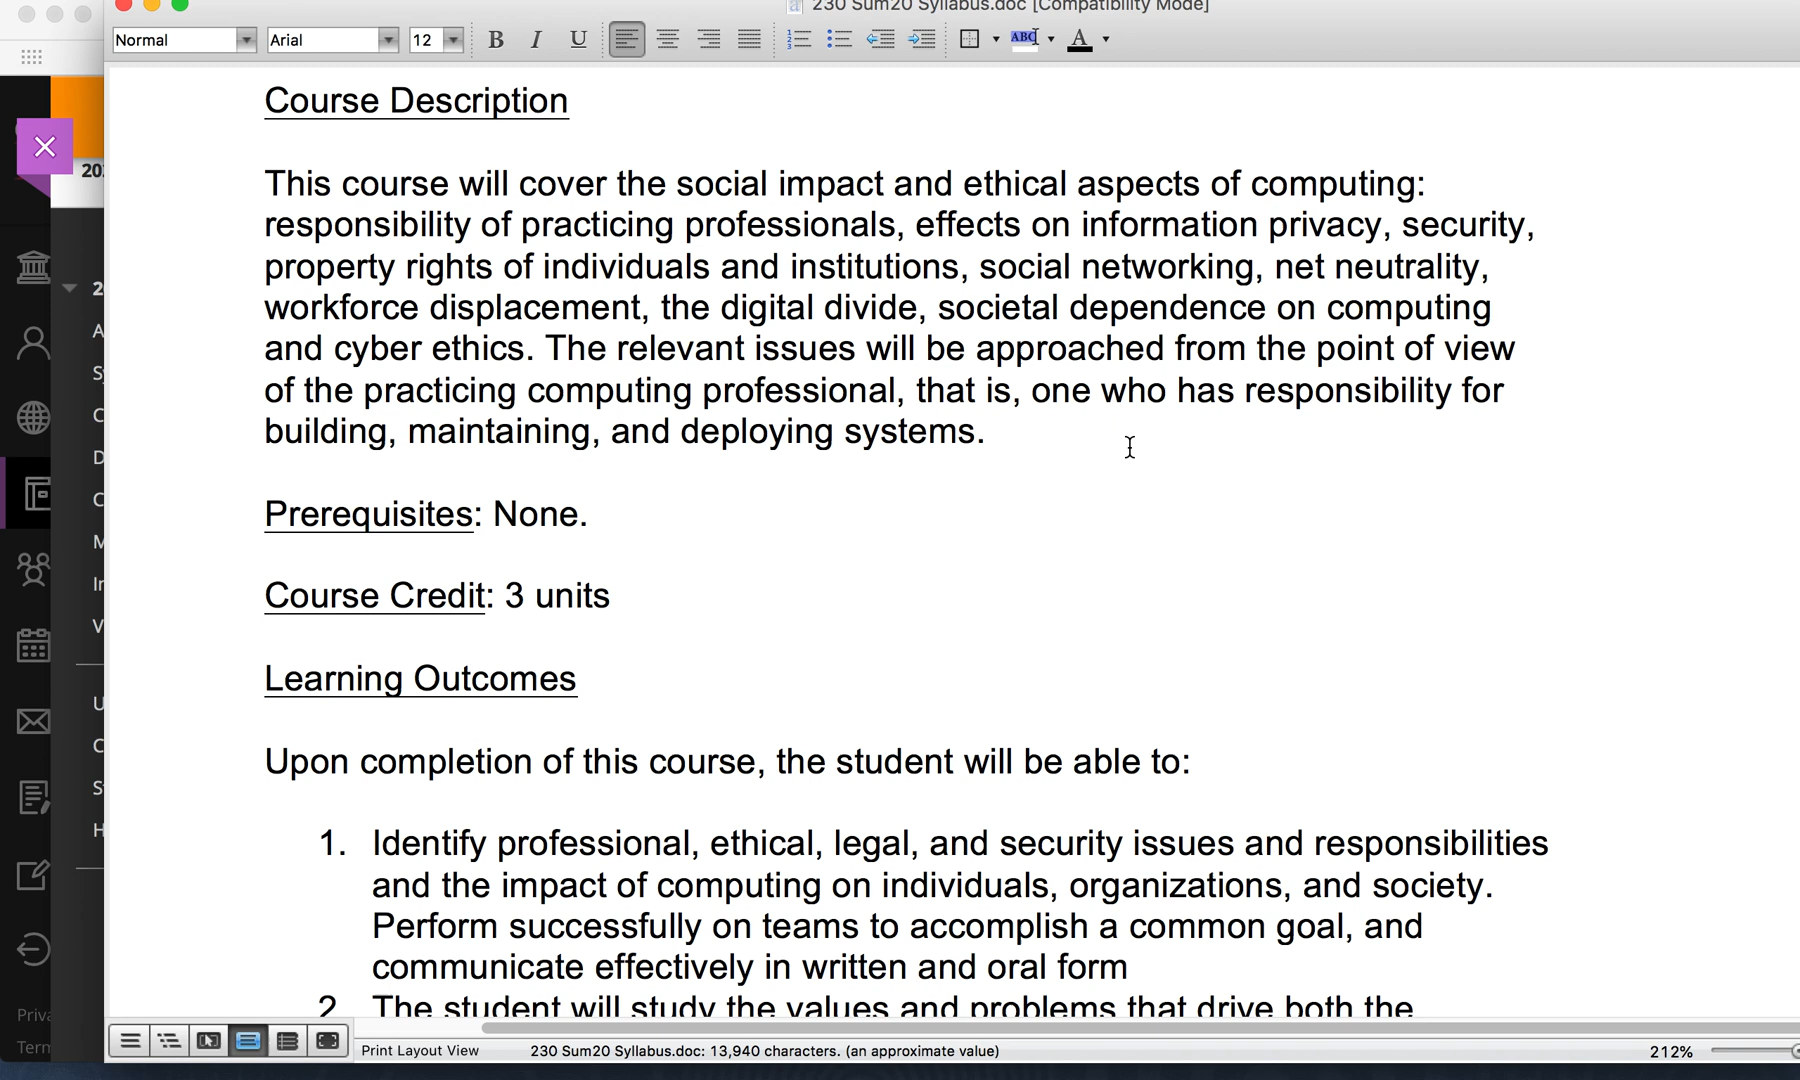 230 Sum20 Syllabus.doc [Compatibility Mode]
Normal Arial 12 B I U ABC A
Course Description
This course will cover the social impact and ethical aspects of computing:
responsibility of practicing professionals, effects on information privacy, security,
property rights of individuals and institutions, social networking, net neutrality,
workforce displacement, the digital divide, societal dependence on computing
and cyber ethics. The relevant issues will be approached from the point of view
of the practicing computing professional, that is, one who has responsibility for
building, maintaining, and deploying systems.
Prerequisites: None.
Course Credit: 3 units
Learning Outcomes
Upon completion of this course, the student will be able to:
1. Identify professional, ethical, legal, and security issues and responsibilities
and the impact of computing on individuals, organizations, and society.
Perform successfully on teams to accomplish a common goal, and
communicate effectively in written and oral form
2 The student will study the values and problems that drive both the
Print Layout View 230 Sum20 Syllabus.doc: 13,940 characters. (an approximate value) 212%